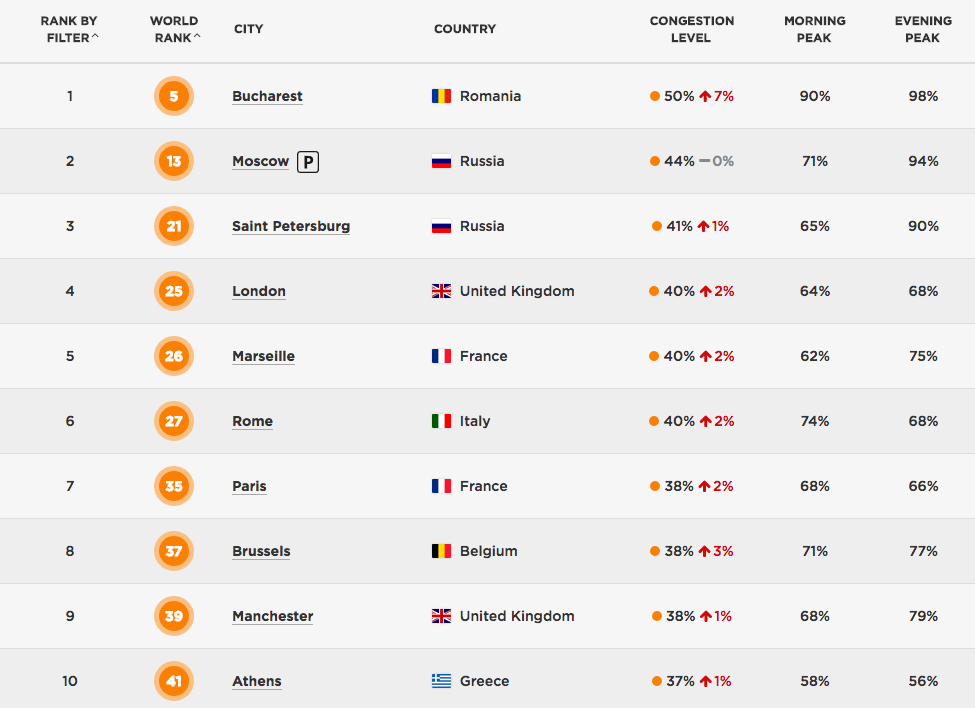 RANK BY FILTER^ WORLD RANK^ CITY COUNTRY CONGESTION LEVEL MORNING PEAK EVENING PEAK
1 5 Bucharest Romania 50% ↑ 7% 90% 98%
2 13 Moscow P Russia 44% – 0% 71% 94%
3 21 Saint Petersburg Russia 41% ↑ 1% 65% 90%
4 25 London United Kingdom 40% ↑ 2% 64% 68%
5 26 Marseille France 40% ↑ 2% 62% 75%
6 27 Rome Italy 40% ↑ 2% 74% 68%
7 35 Paris France 38% ↑ 2% 68% 66%
8 37 Brussels Belgium 38% ↑ 3% 71% 77%
9 39 Manchester United Kingdom 38% ↑ 1% 68% 79%
10 41 Athens Greece 37% ↑ 1% 58% 56%